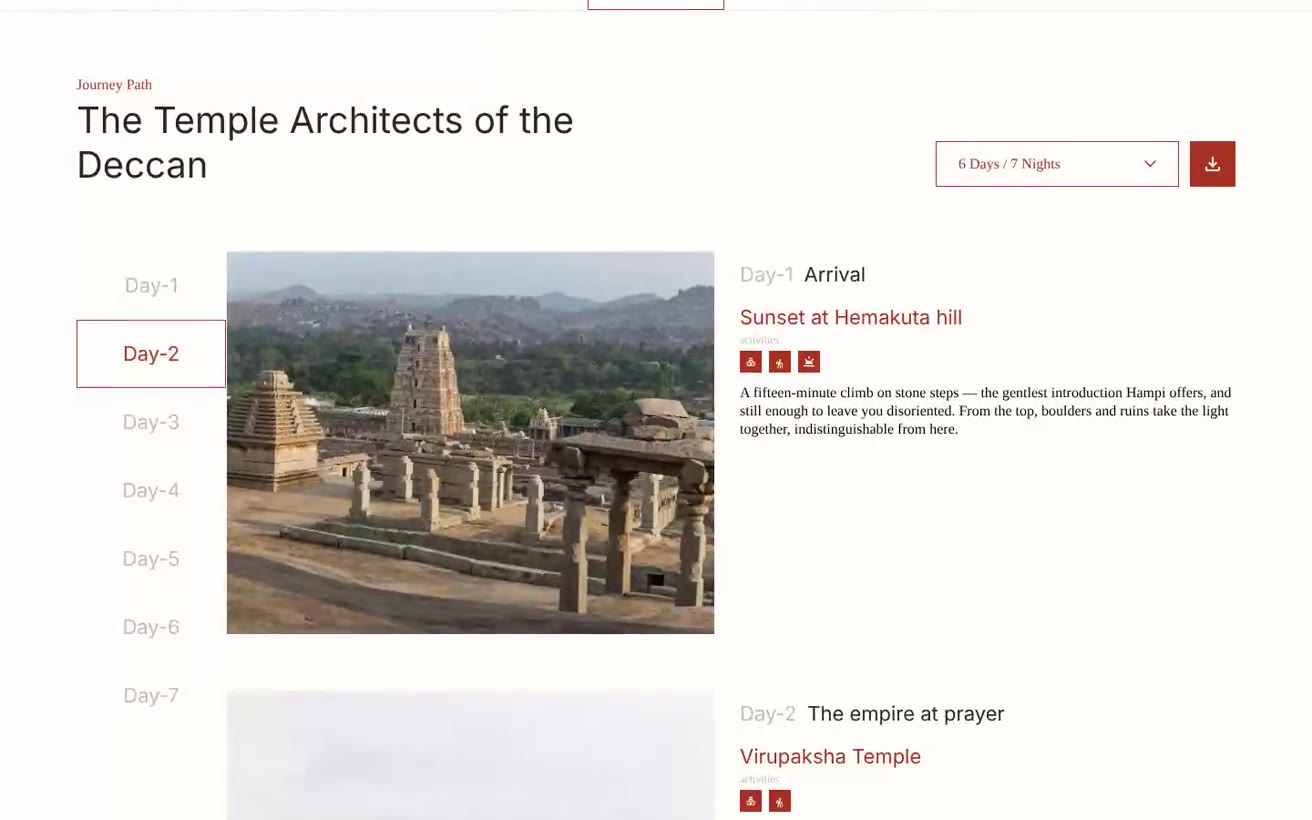 Journey Path
The Temple Architects of the
Deccan
6 Days / 7 Nights
Day-1
Day-2
Day-3
Day-4
Day-5
Day-6
Day-7
Day-1 Arrival
Sunset at Hemakuta hill
activities
A fifteen-minute climb on stone steps — the gentlest introduction Hampi offers, and
still enough to leave you disoriented. From the top, boulders and ruins take the light
together, indistinguishable from here.
Day-2 The empire at prayer
Virupaksha Temple
activities